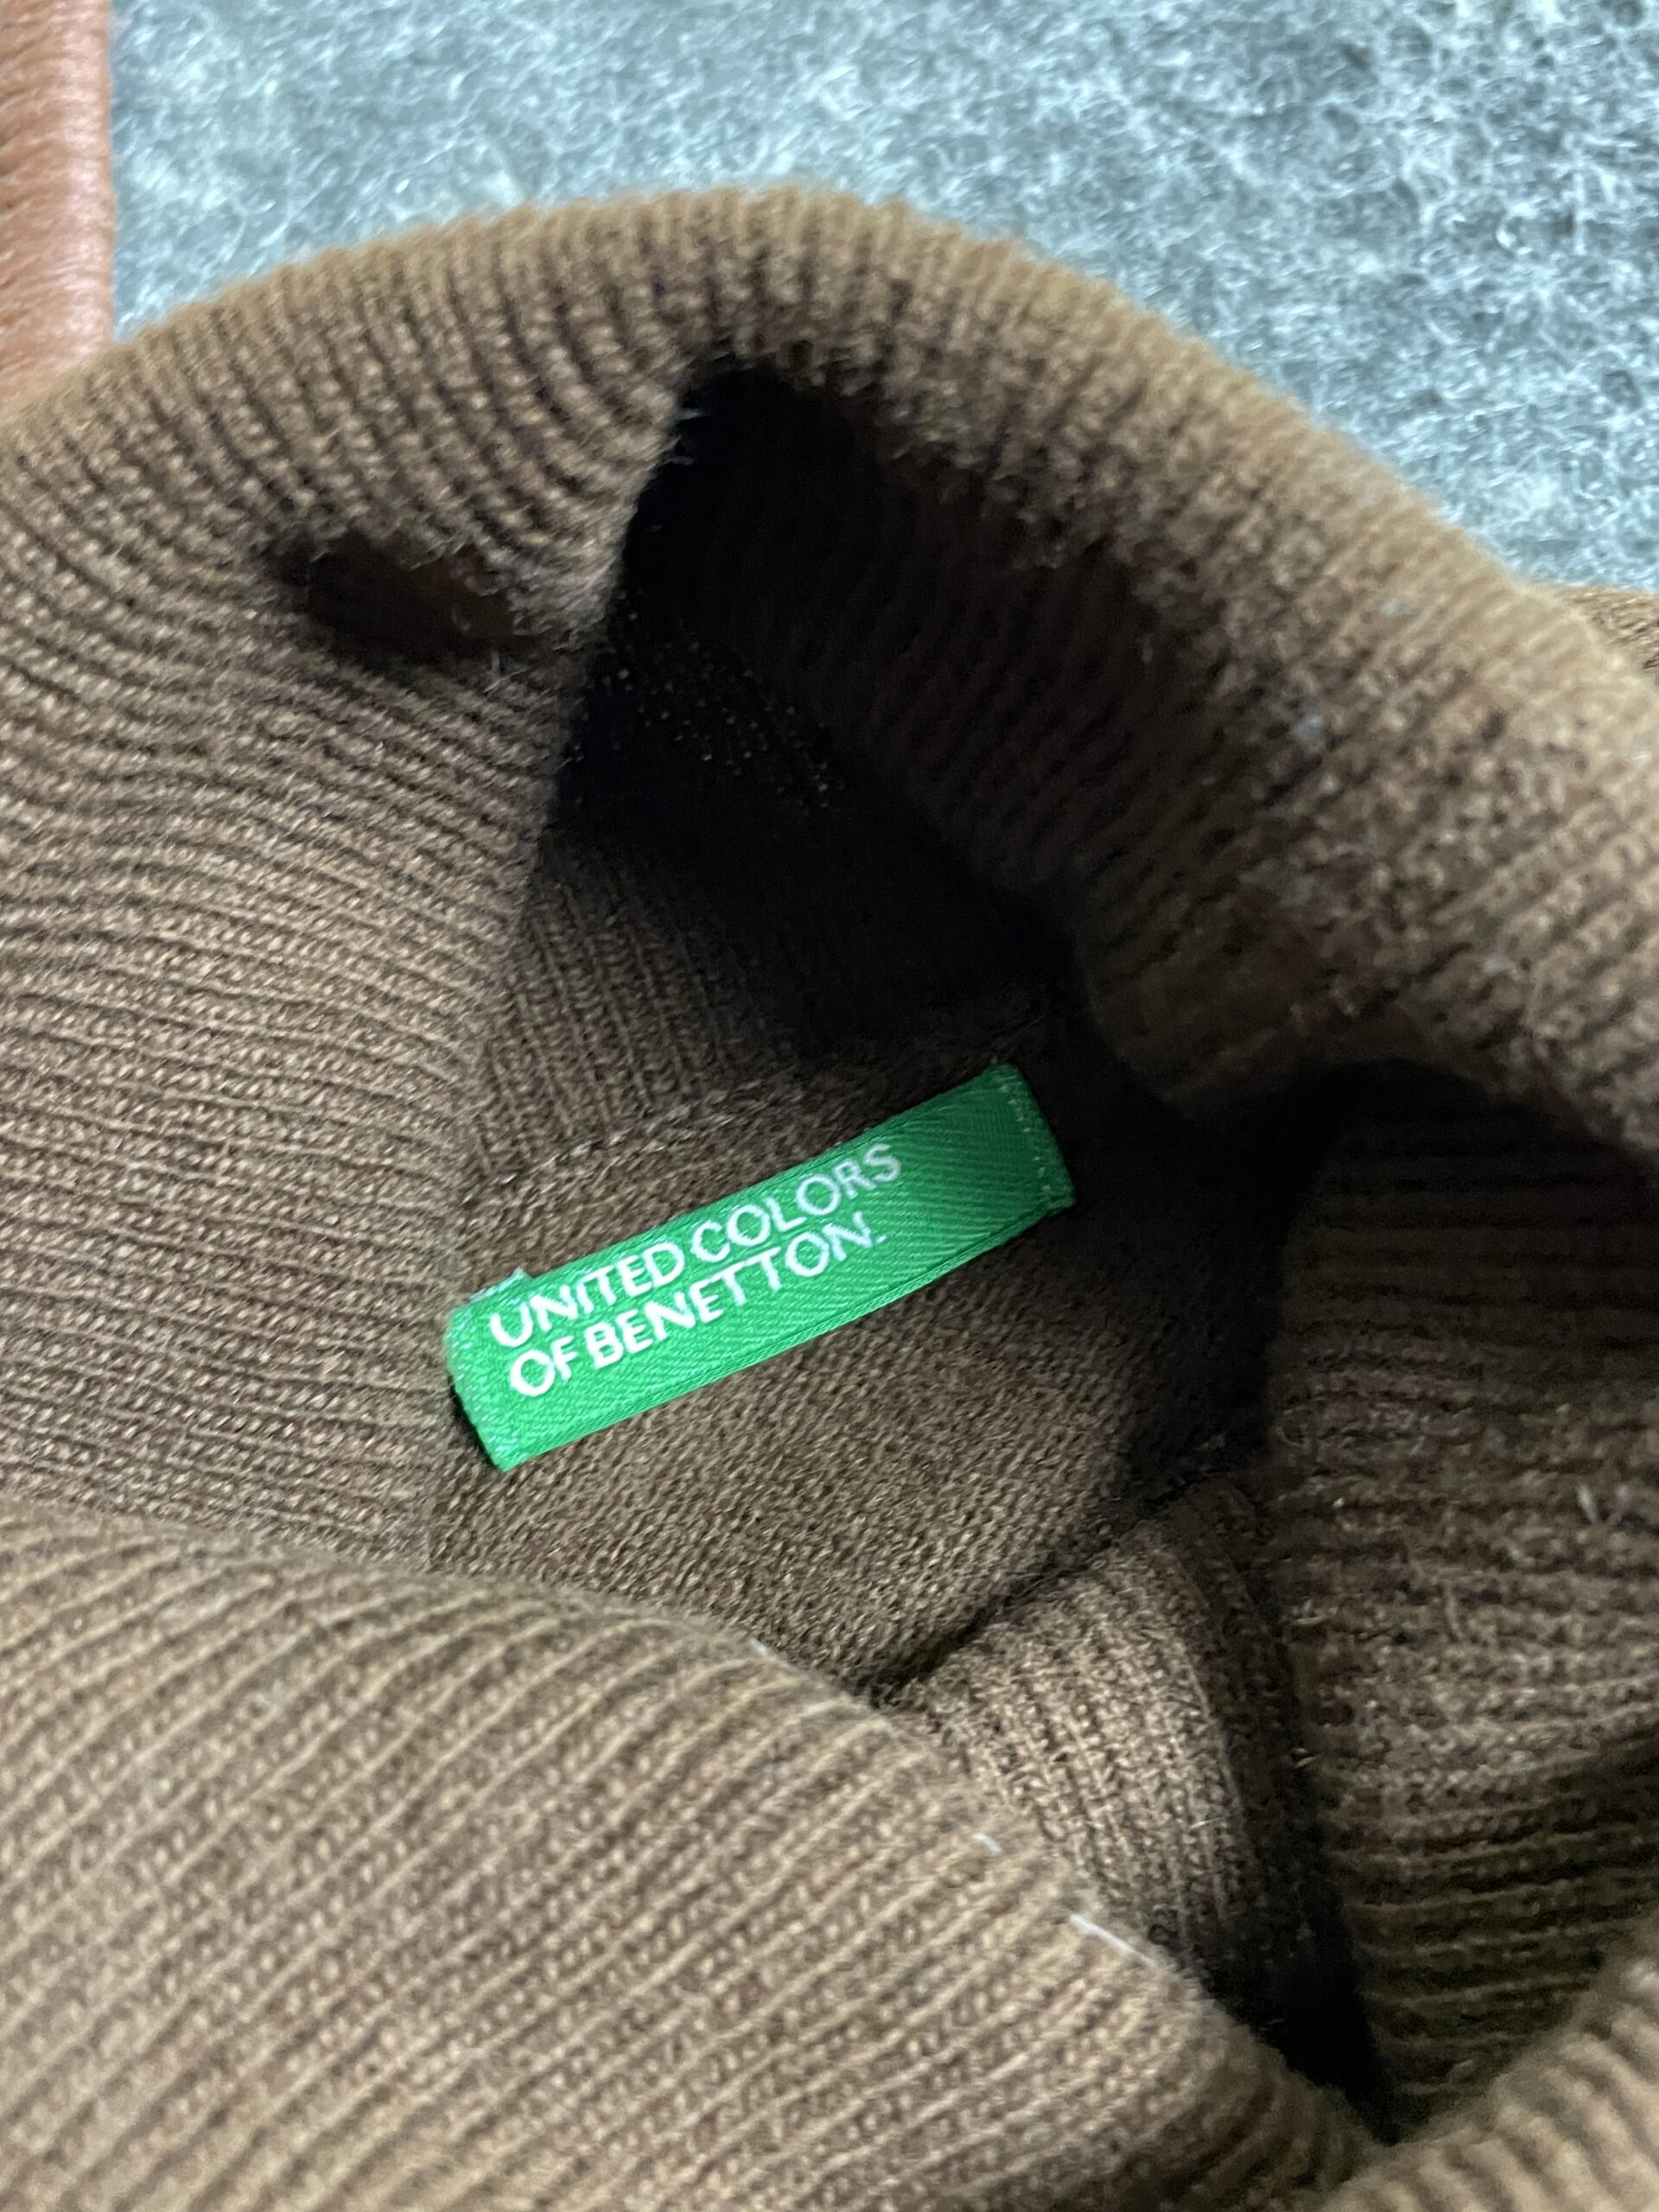 UNITED COLORS
OF BENETTON.